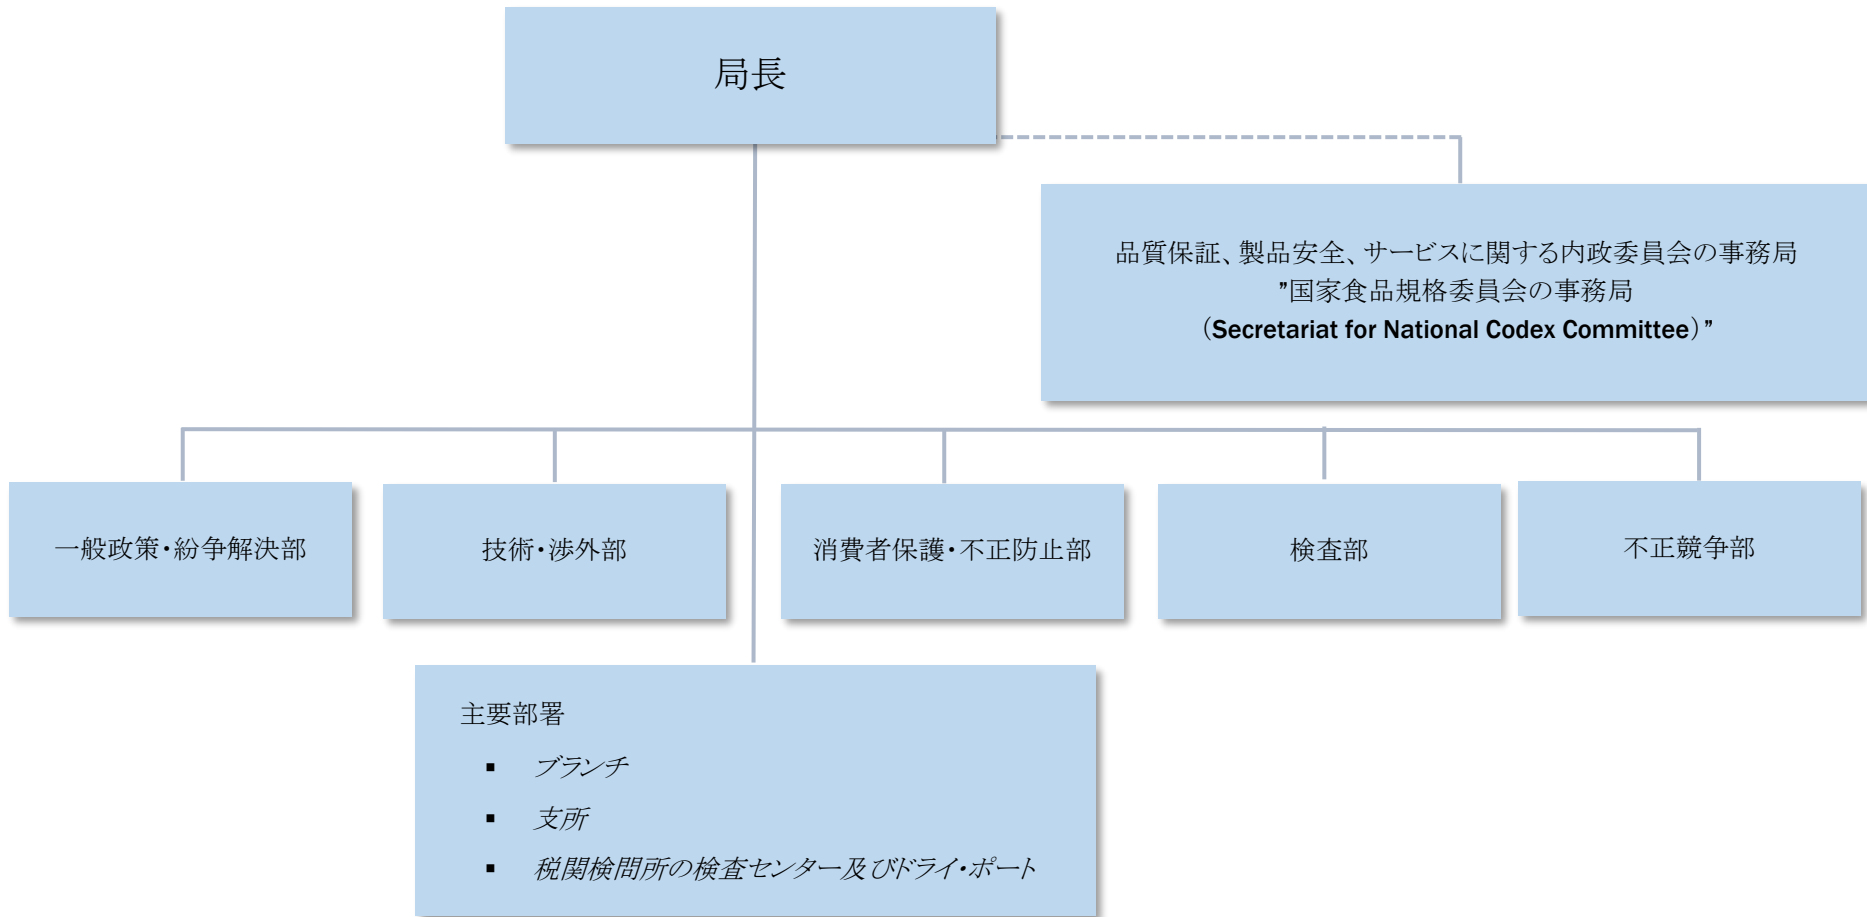 局長
品質保証、製品安全、サービスに関する内政委員会の事務局
”国家食品規格委員会の事務局
（Secretariat for National Codex Committee）”
一般政策・紛争解決部
技術・渉外部
消費者保護・不正防止部
検査部
不正競争部
主要部署
▪ ブランチ
▪ 支所
▪ 税関検問所の検査センター及びドライ・ポート